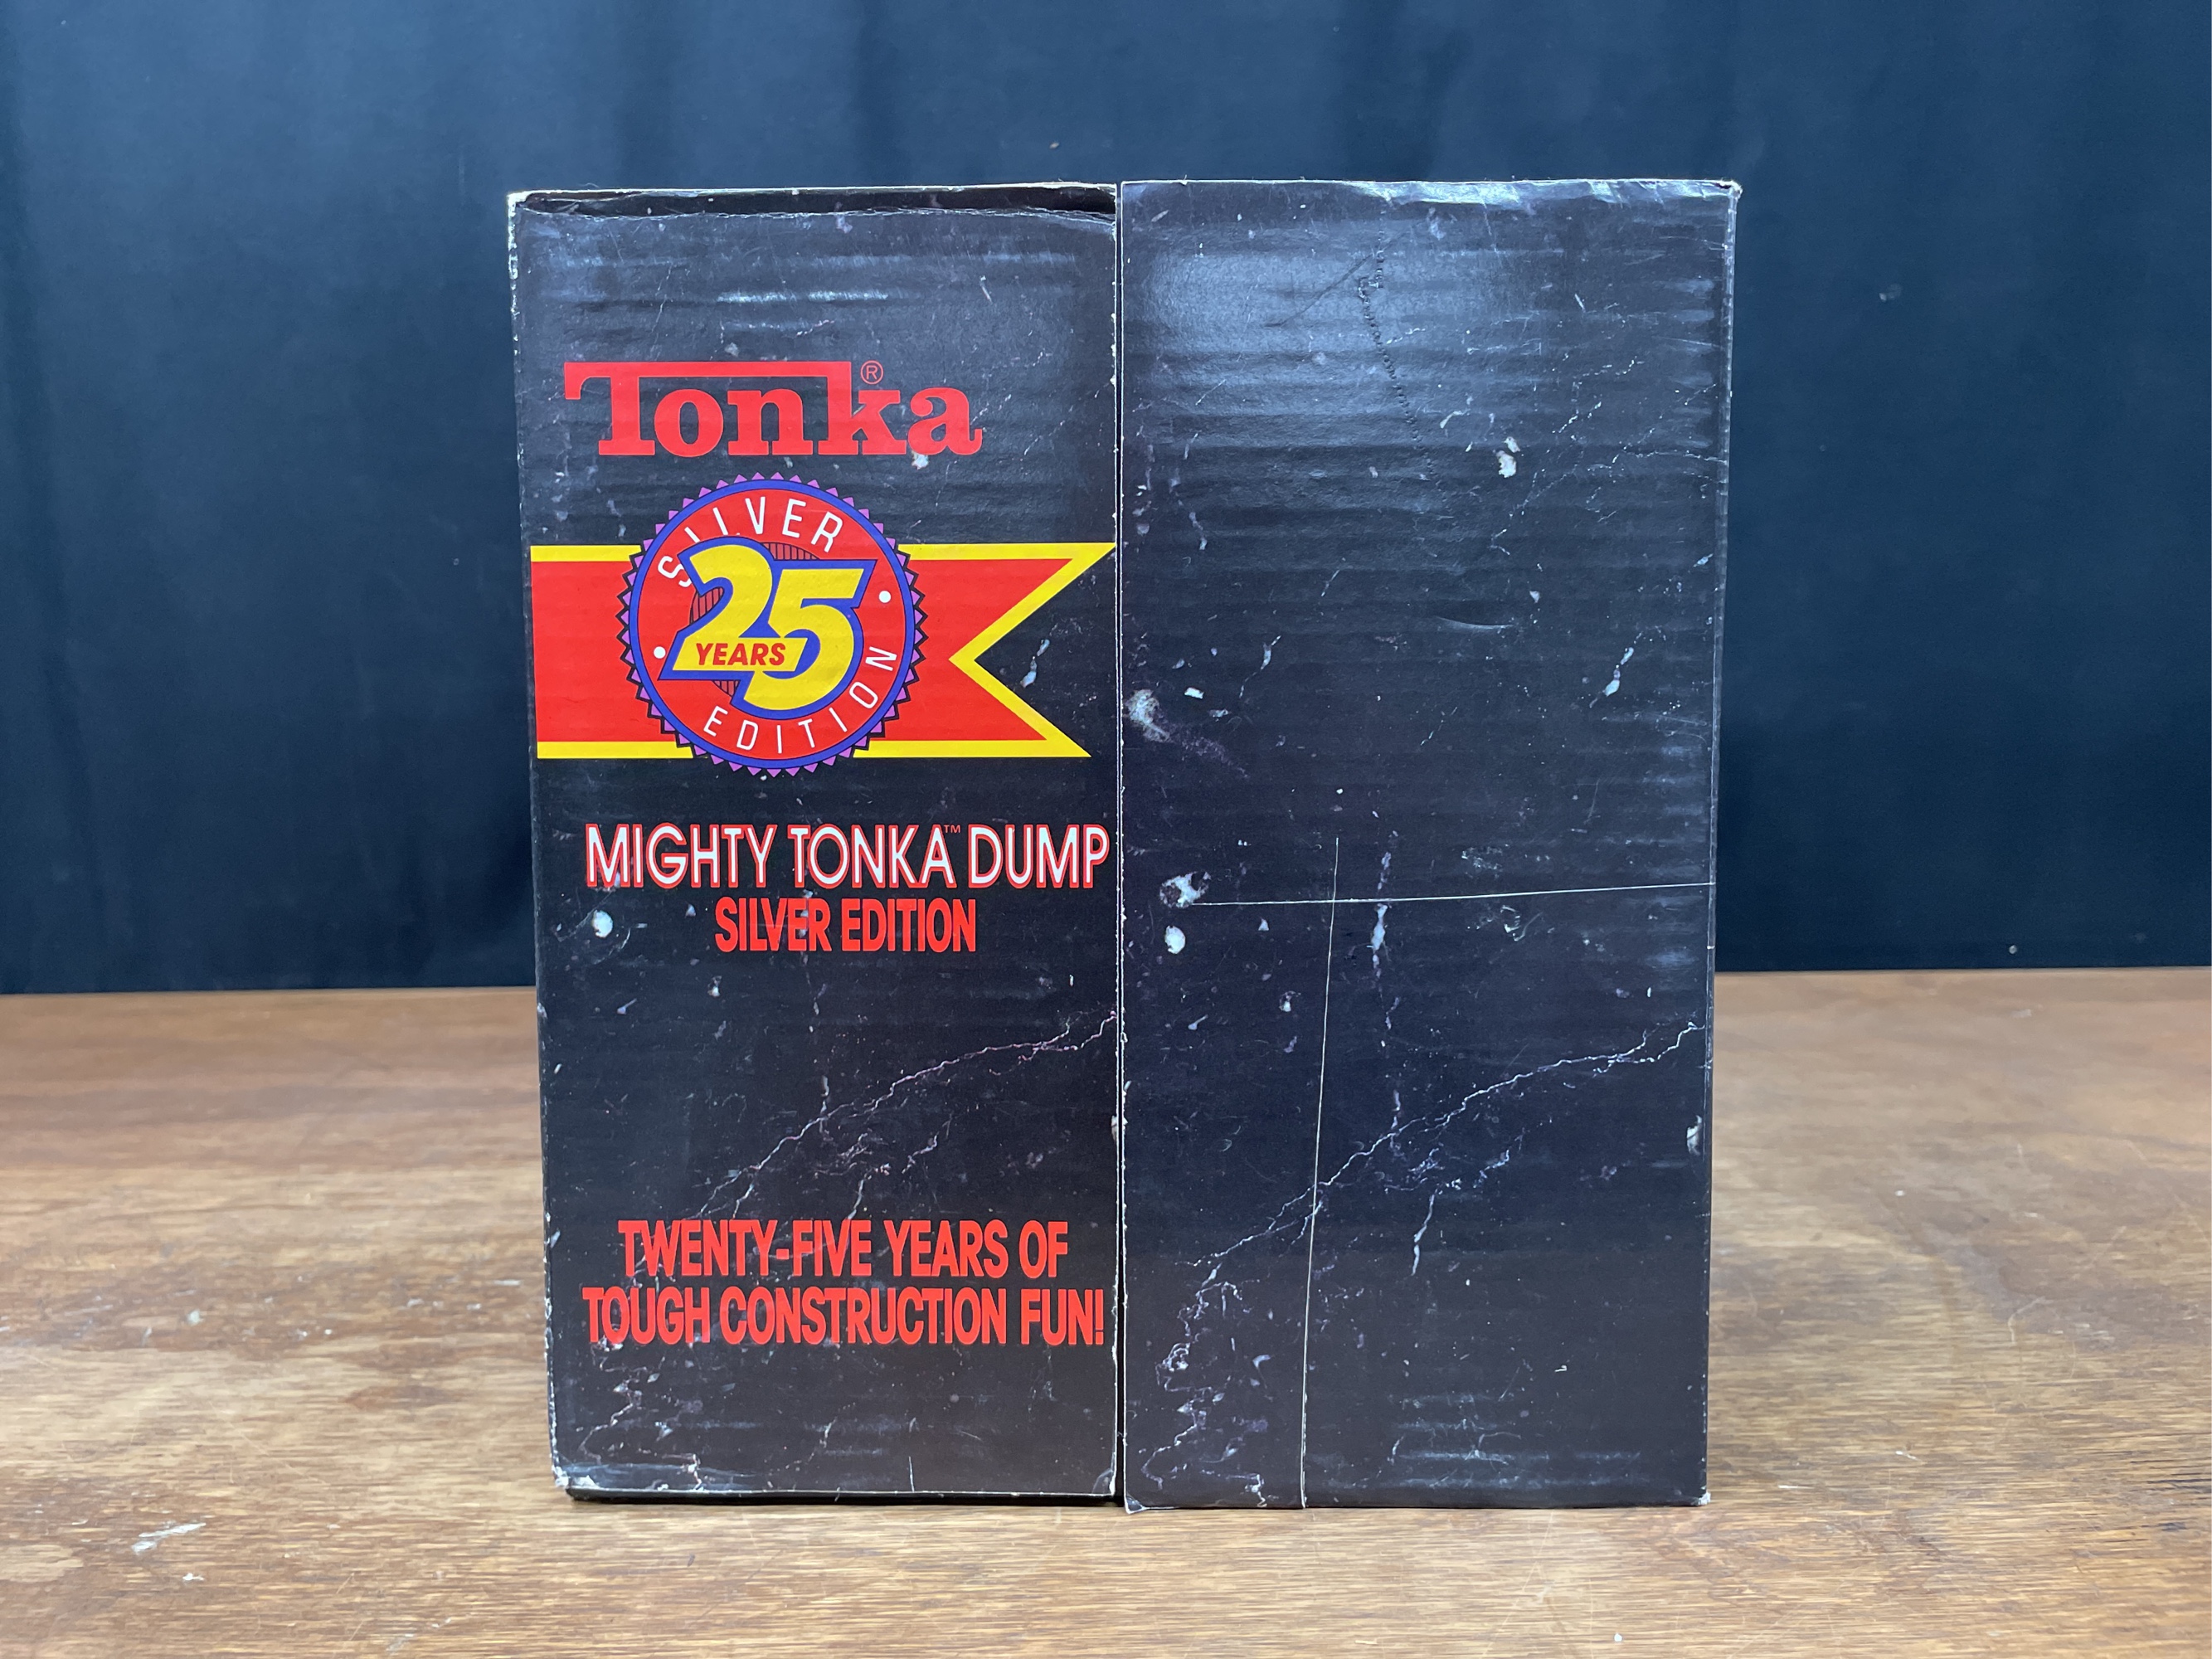 Tonka®
SILVER
25
YEARS
EDITION
MIGHTY TONKA™ DUMP
SILVER EDITION
TWENTY-FIVE YEARS OF
TOUGH CONSTRUCTION FUN!